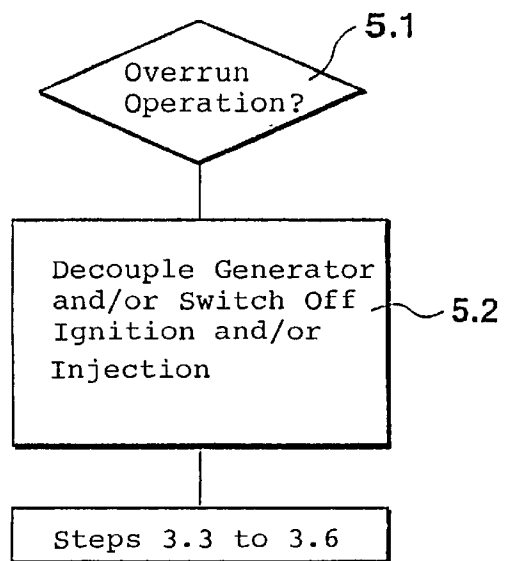 5.1
Overrun
Operation?
Decouple Generator
and/or Switch Off
Ignition and/or
Injection
5.2
Steps 3.3 to 3.6